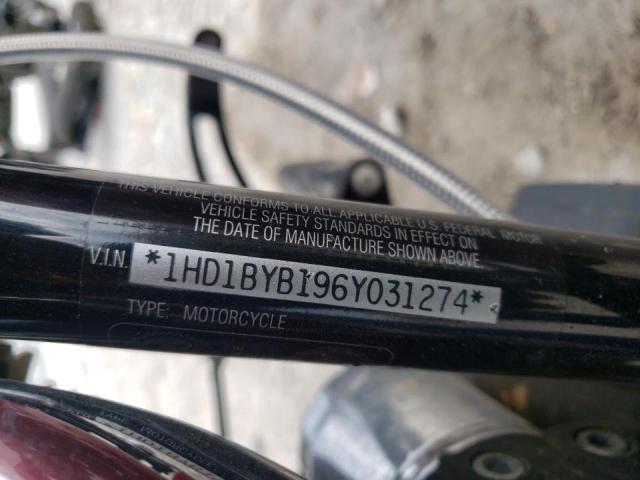 THIS VEHICLE CONFORMS TO ALL APPLICABLE U.S. FEDERAL MOTOR
VEHICLE SAFETY STANDARDS IN EFFECT ON
THE DATE OF MANUFACTURE SHOWN ABOVE.
V.I.N. *1HD1BYB196Y031274*
TYPE: MOTORCYCLE